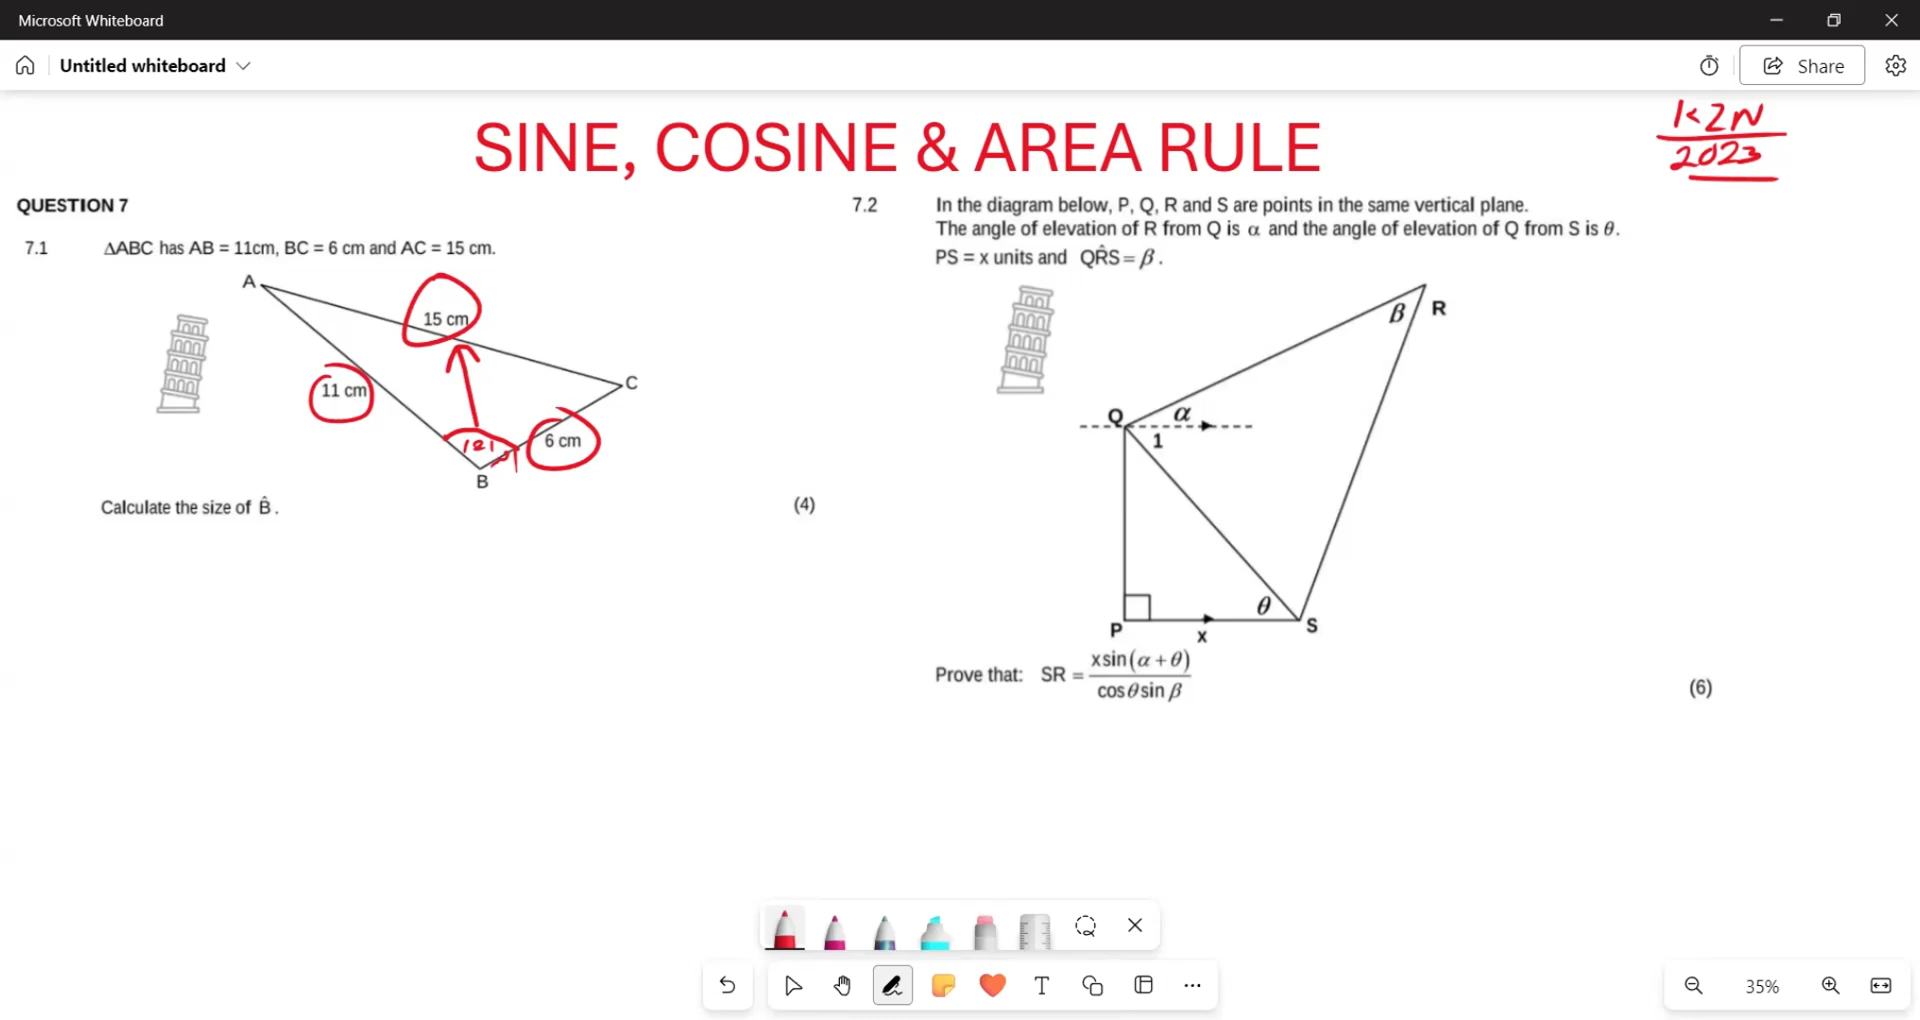 Microsoft Whiteboard
Untitled whiteboard
Share
SINE, COSINE & AREA RULE
KZN
2023
QUESTION 7
7.1 ΔABC has AB = 11cm, BC = 6 cm and AC = 15 cm.
A
15 cm
11 cm
C
6 cm
B
Calculate the size of B̂ .
(4)
7.2 In the diagram below, P, Q, R and S are points in the same vertical plane.
The angle of elevation of R from Q is α and the angle of elevation of Q from S is θ.
PS = x units and QR̂S = β .
β R
Q α
1
θ
P x S
Prove that: SR = xsin(α + θ)
cosθsin β
(6)
35%